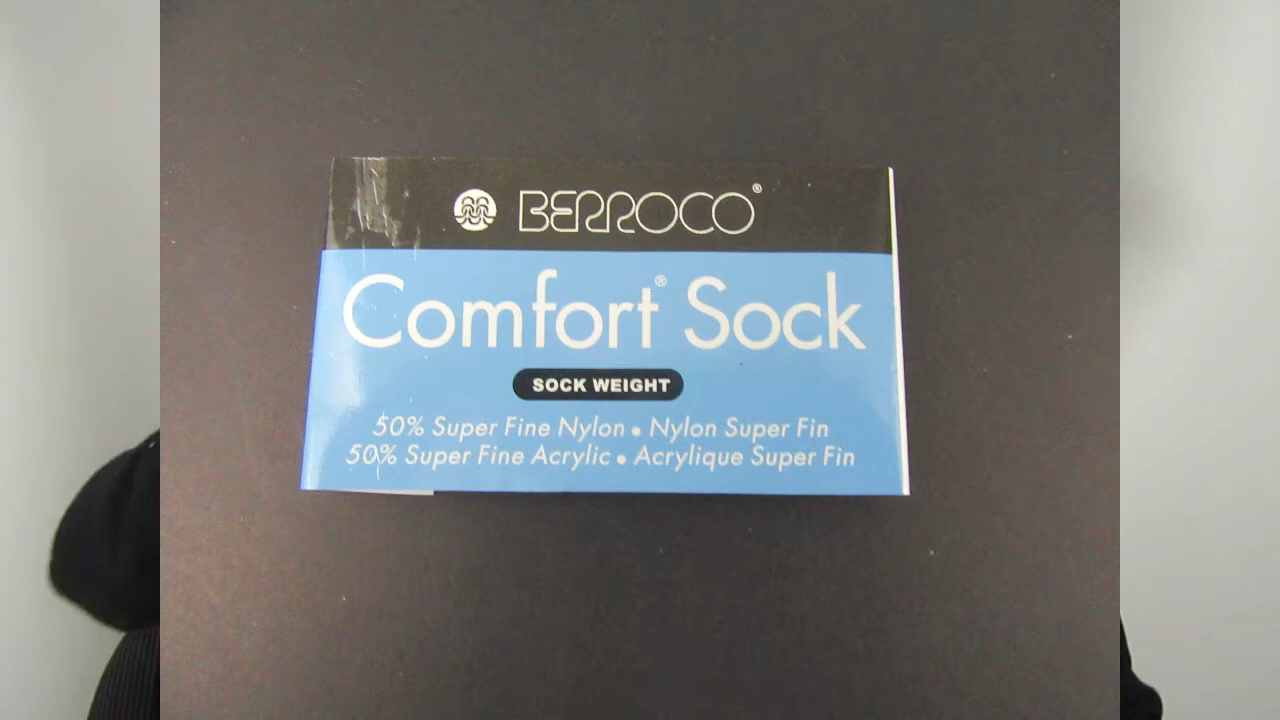 BERROCO®
Comfort® Sock
SOCK WEIGHT
50% Super Fine Nylon • Nylon Super Fin
50% Super Fine Acrylic • Acrylique Super Fin